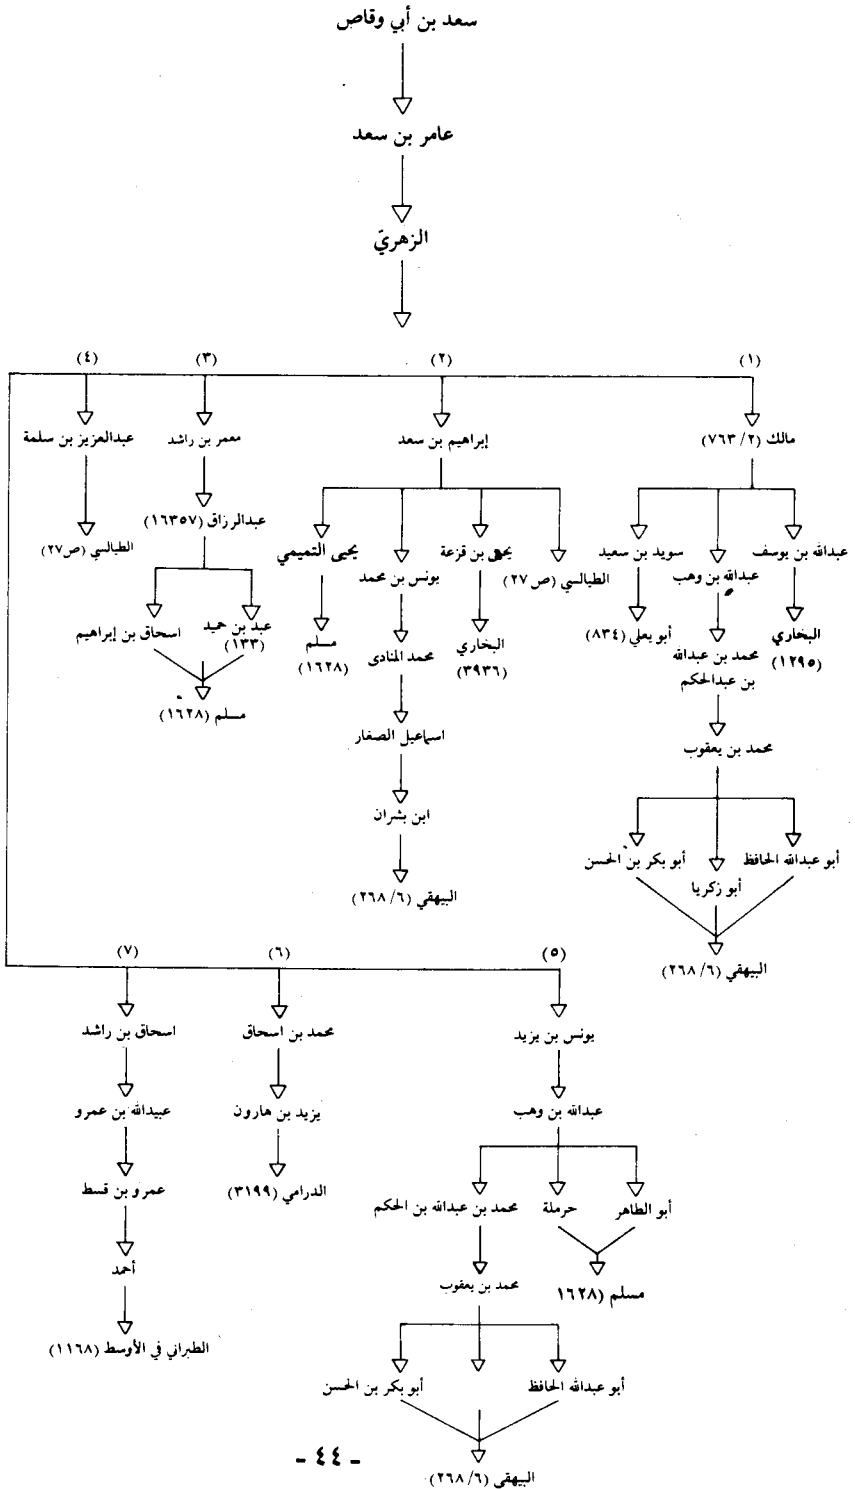 سعد بن أبي وقاص
عامر بن سعد
الزهريّ
(١) (٢) (٣) (٤)
مالك (٢/ ٧٦٣) إبراهيم بن سعد معمر بن راشد عبدالعزيز بن سلمة
عبدالرزاق (١٦٣٥٧)
عبدالله بن يوسف عبدالله بن وهب سويد بن سعيد الطيالسي (ص ٢٧) يحيى بن قزعة يونس بن محمد يحيى التميمي الطيالسي (ص٢٧)
البخاري أبو يعلي (٨٣٤) البخاري محمد المنادى مسلم عبد بن حميد اسحاق بن إبراهيم
(١٢٩٥) محمد بن عبدالله (٣٩٣٦) (١٦٢٨) (١٣٣)
بن عبدالحكم
مسلم (١٦٢٨)
محمد بن يعقوب اسماعيل الصفار
ابن بشران
أبو عبدالله الحافظ أبو زكريا أبو بكر بن الحسن
البيهقي (٦/ ٢٦٨)
البيهقي (٦/ ٢٦٨)
(٥) (٦) (٧)
يونس بن يزيد محمد بن اسحاق اسحاق بن راشد
عبدالله بن وهب يزيد بن هارون عبيدالله بن عمرو
أبو الطاهر حرملة محمد بن عبدالله بن الحكم الدرامي (٣١٩٩) عمرو بن قسط
مسلم (١٦٢٨ محمد بن يعقوب أحمد
الطبراني في الأوسط (١١٦٨)
أبو عبدالله الحافظ أبو بكر بن الحسن
البيهقي (٦/ ٢٦٨)
- ٤٤ -